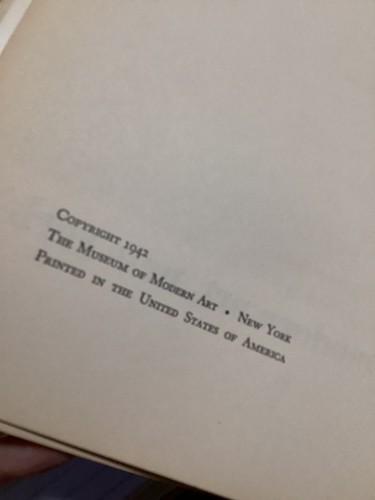 Copyright 1942
The Museum of Modern Art • New York
Printed in the United States of America